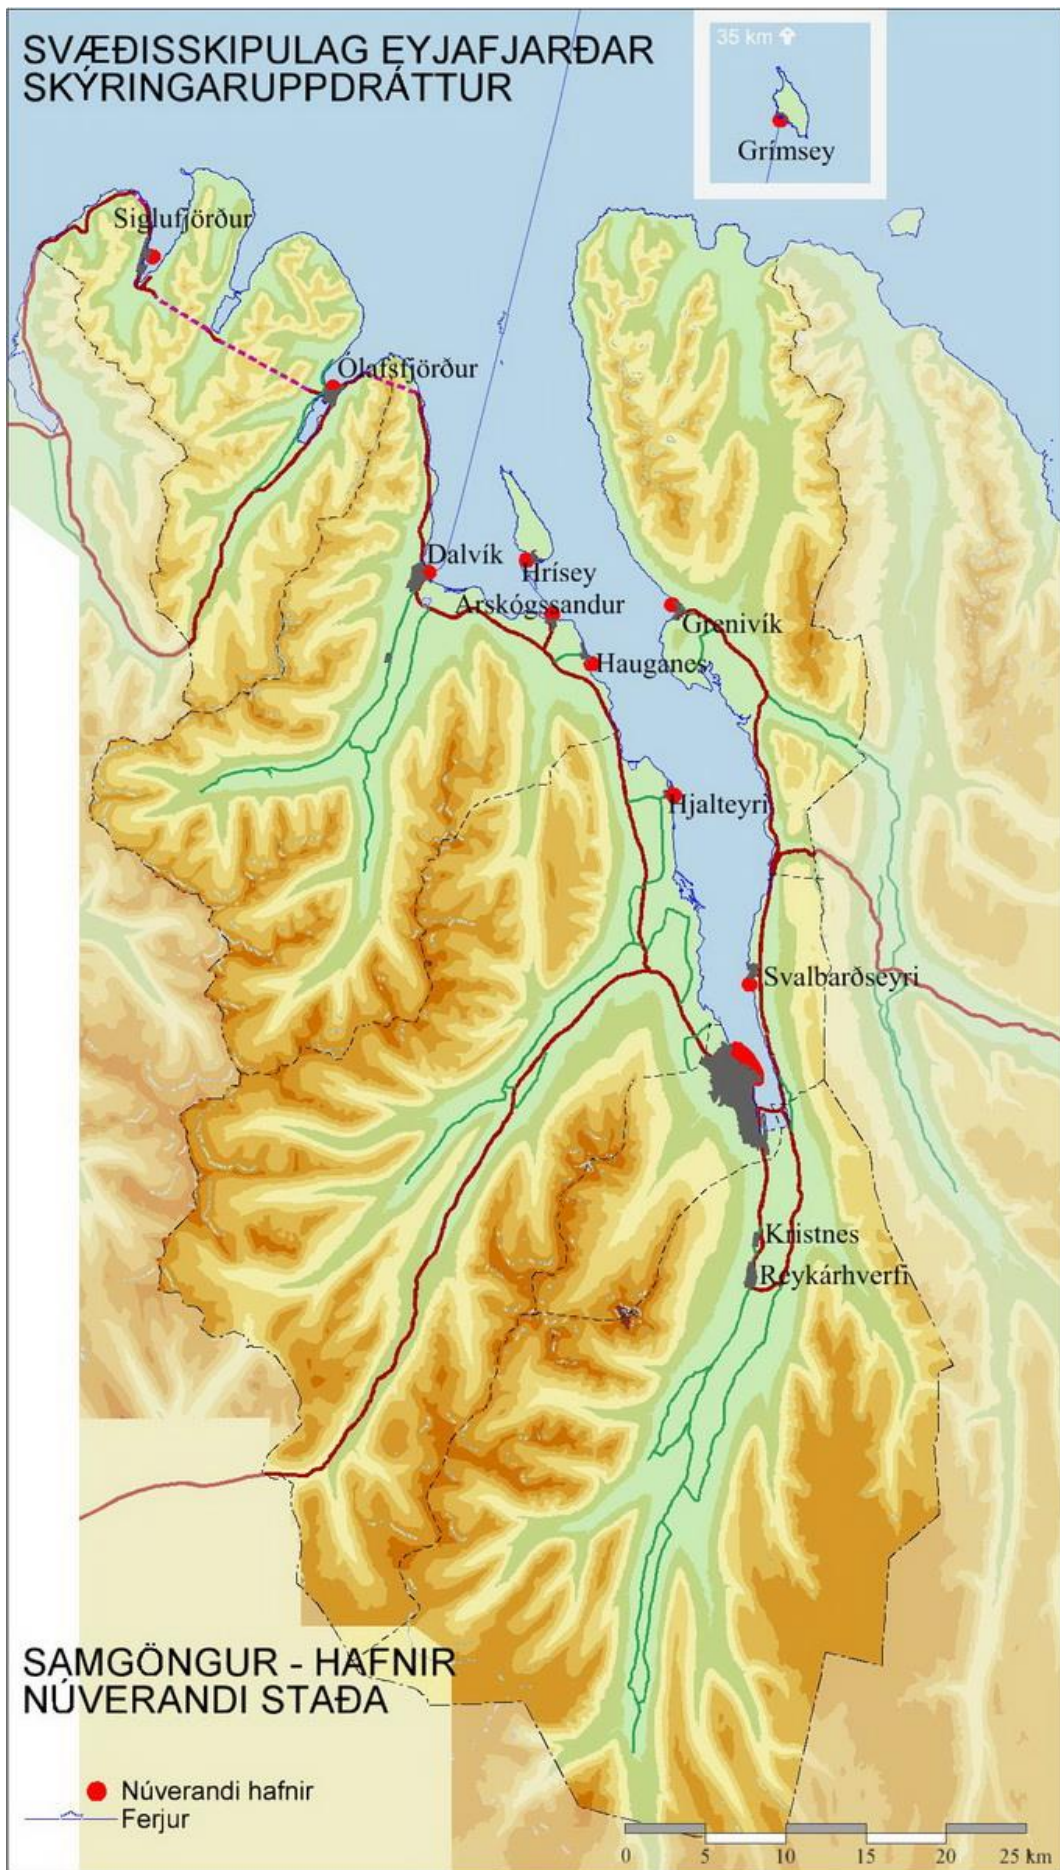 SVÆÐISSKIPULAG EYJAFJARÐAR
SKÝRINGARUPPDRÁTTUR
35 km
Grímsey
Siglufjörður
Ólafsfjörður
Dalvík
Hrísey
Arskógssandur
Grenivík
Hauganes
Hjalteyri
Svalbarðseyri
Kristnes
Reykárhverfi
SAMGÖNGUR - HAFNIR
NÚVERANDI STAÐA
Núverandi hafnir
Ferjur
0 5 10 15 20 25 km